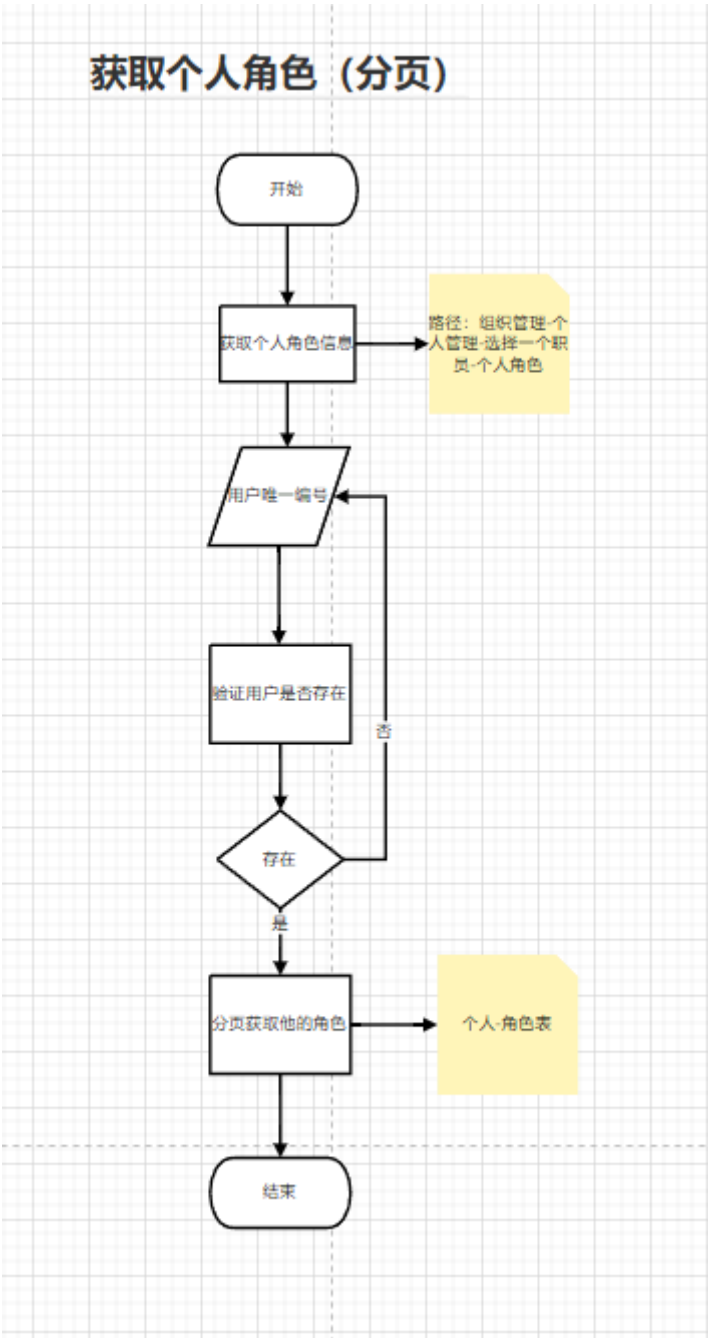 获取个人角色（分页）
开始
获取个人角色信息
路径：组织管理-个
人管理-选择一个职
员-个人角色
用户唯一编号
验证用户是否存在
否
存在
是
分页获取他的角色
个人-角色表
结束